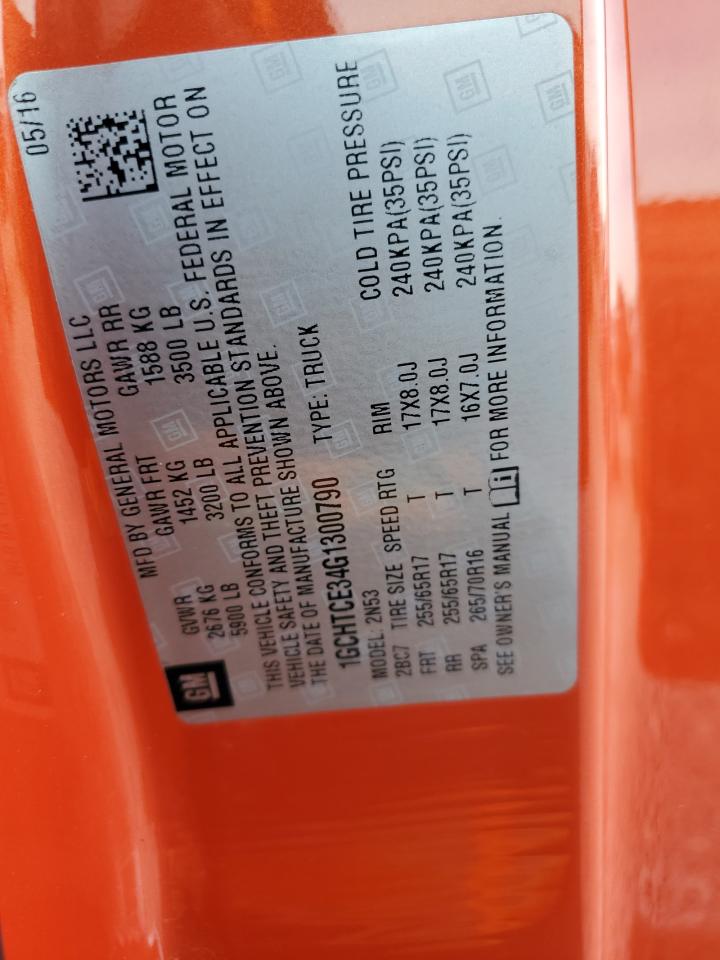 GM
MFD BY GENERAL MOTORS LLC 05/16
GVWR GAWR FRT GAWR RR
2676 KG 1452 KG 1588 KG
5900 LB 3200 LB 3500 LB
THIS VEHICLE CONFORMS TO ALL APPLICABLE U.S. FEDERAL MOTOR
VEHICLE SAFETY AND THEFT PREVENTION STANDARDS IN EFFECT ON
THE DATE OF MANUFACTURE SHOWN ABOVE.
1GCHTCE34G1300790 TYPE: TRUCK
MODEL: 2N53
2BC7 TIRE SIZE SPEED RTG RIM COLD TIRE PRESSURE
FRT 255/65R17 T 17X8.0J 240KPA(35PSI)
RR 255/65R17 T 17X8.0J 240KPA(35PSI)
SPA 265/70R16 T 16X7.0J 240KPA(35PSI)
SEE OWNER'S MANUAL FOR MORE INFORMATION.